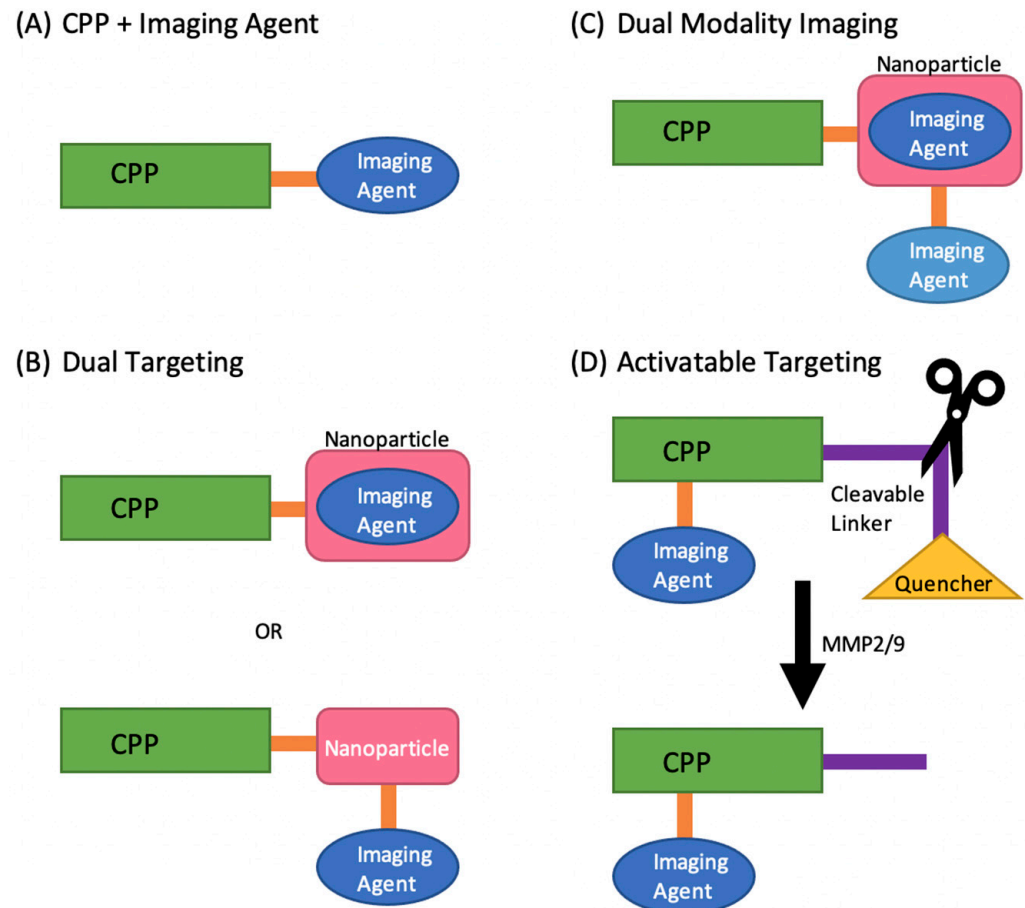 (A) CPP + Imaging Agent
CPP
Imaging
Agent
(B) Dual Targeting
Nanoparticle
CPP
Imaging
Agent
OR
CPP
Nanoparticle
Imaging
Agent
(C) Dual Modality Imaging
Nanoparticle
CPP
Imaging
Agent
Imaging
Agent
(D) Activatable Targeting
CPP
Cleavable
Linker
Imaging
Agent
Quencher
MMP2/9
CPP
Imaging
Agent